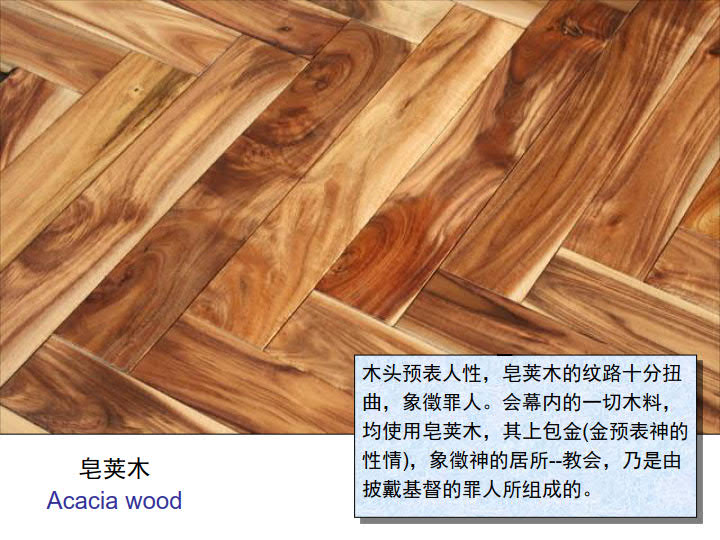 木头预表人性，皂荚木的纹路十分扭
曲，象徵罪人。会幕内的一切木料，
均使用皂荚木，其上包金(金预表神的
性情)，象徵神的居所--教会，乃是由
披戴基督的罪人所组成的。
皂荚木
Acacia wood